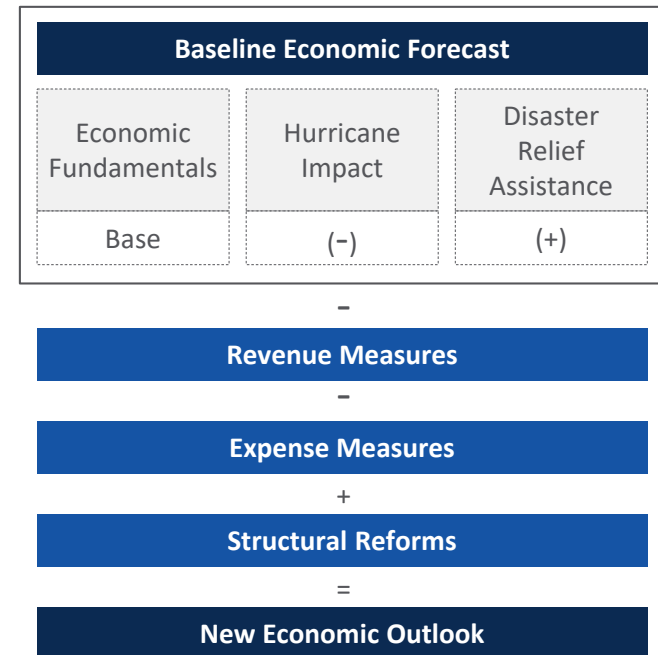 Baseline Economic Forecast
Economic
Fundamentals
Base
Hurricane
Impact
(-)
Disaster
Relief
Assistance
(+)
-
Revenue Measures
-
Expense Measures
+
Structural Reforms
=
New Economic Outlook